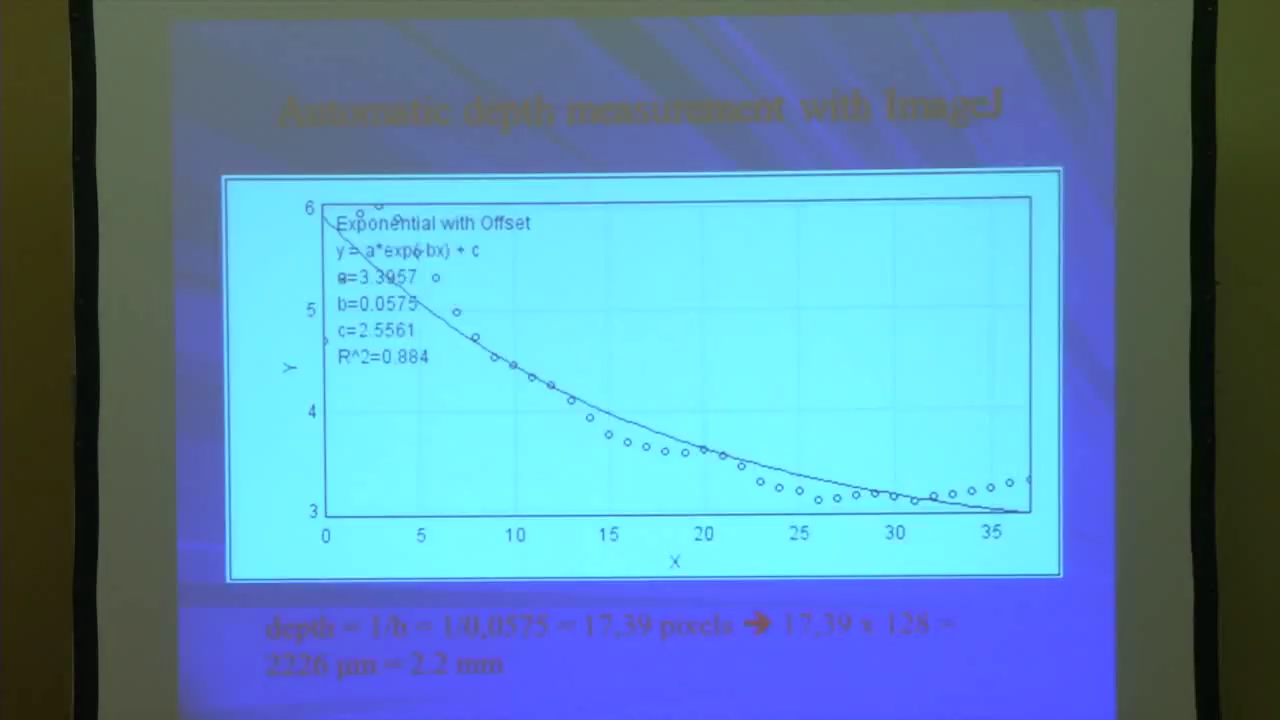 Automatic depth measurement with ImageJ
6
Exponential with Offset
y = a*exp(-bx) + c
a=3.3957
b=0.0575
c=2.5561
R^2=0.884
5
Y
4
3
0 5 10 15 20 25 30 35
X
depth = 1/b = 1/0,0575 = 17,39 pixels ➔ 17,39 x 128 =
2226 µm = 2.2 mm